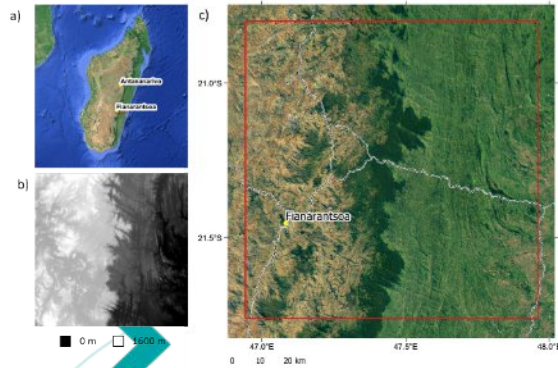 a)
Antananarivo
Fianarantsoa
b)
0 m
1600 m
c)
21.0°S
Fianarantsoa
21.5°S
47.0°E
47.5°E
48.0°E
0 10 20 km